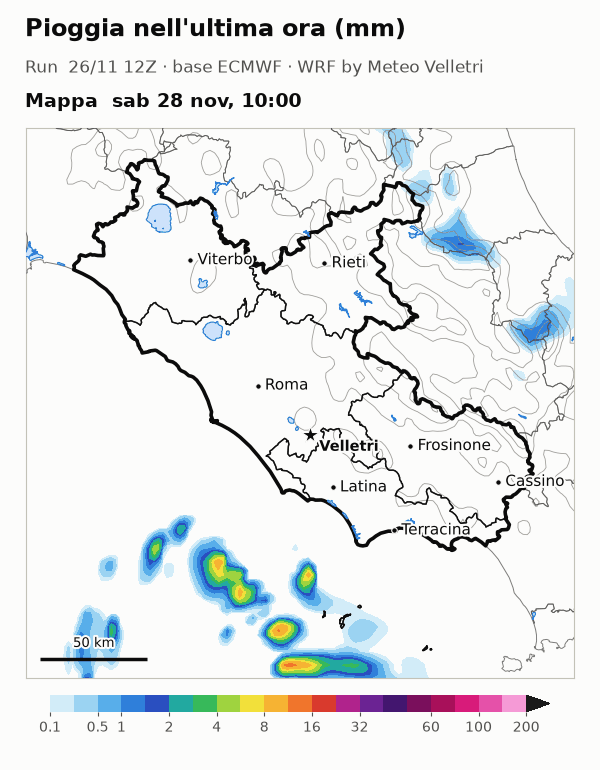 Pioggia nell'ultima ora (mm)
Run  26/11 12Z · base ECMWF · WRF by Meteo Velletri
Mappa  sab 28 nov, 10:00
Viterbo
Rieti
Roma
Velletri
Frosinone
Latina
Cassino
Terracina
50 km
0.1 0.5 1 2 4 8 16 32 60 100 200